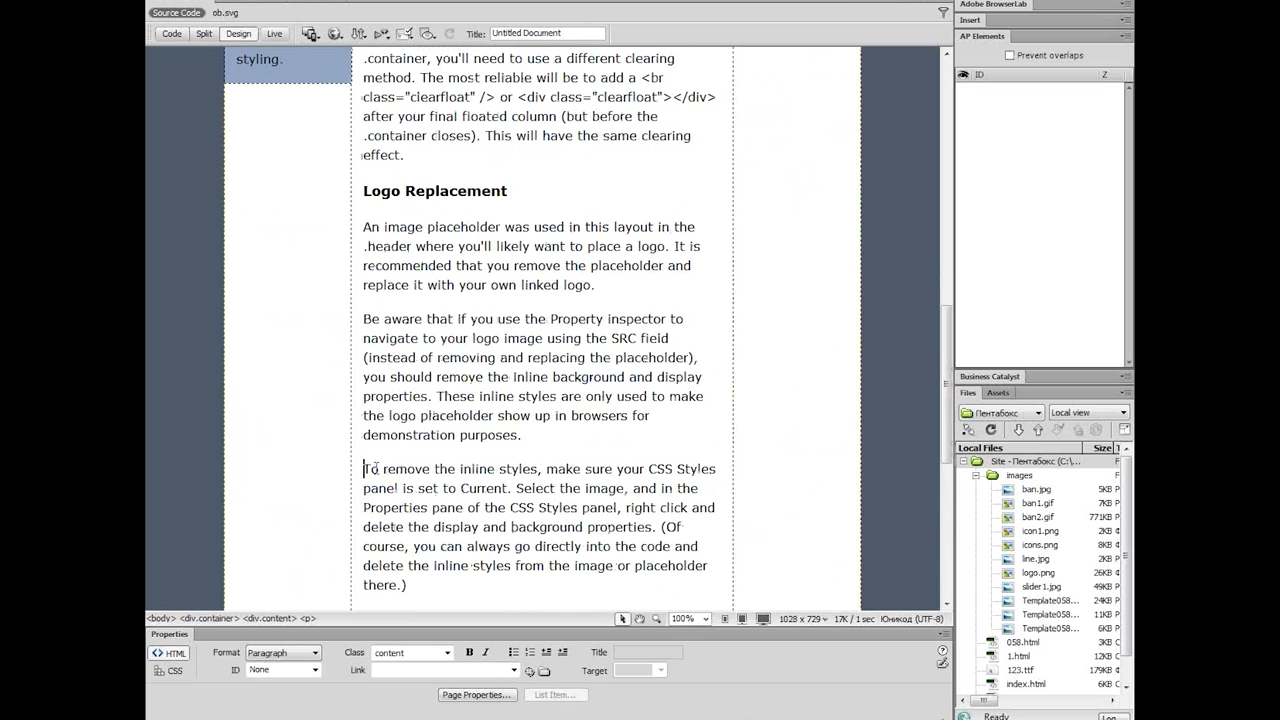 Source Code ob.svg
Code Split Design Live Title: Untitled Document
styling.
.container, you'll need to use a different clearing
method. The most reliable will be to add a <br
class="clearfloat" /> or <div class="clearfloat"></div>
after your final floated column (but before the
.container closes). This will have the same clearing
effect.
Logo Replacement
An image placeholder was used in this layout in the
.header where you'll likely want to place a logo. It is
recommended that you remove the placeholder and
replace it with your own linked logo.
Be aware that if you use the Property inspector to
navigate to your logo image using the SRC field
(instead of removing and replacing the placeholder),
you should remove the inline background and display
properties. These inline styles are only used to make
the logo placeholder show up in browsers for
demonstration purposes.
To remove the inline styles, make sure your CSS Styles
panel is set to Current. Select the image, and in the
Properties pane of the CSS Styles panel, right click and
delete the display and background properties. (Of
course, you can always go directly into the code and
delete the inline Styles from the image or placeholder
there.)
<body> <div.container> <div.content> <p> 100% 1028 x 729 17K / 1 sec Юникод (UTF-8)
Properties
<> HTML Format Paragraph Class content B I Title
CSS ID None Link Target
Page Properties... List Item...
Adobe BrowserLab
Insert
AP Elements
Prevent overlaps
ID Z
Business Catalyst
Files Assets
Пентабокс Local view
Local Files Size F
Site - Пентабокс (C:\... F
images F
ban.jpg 5KB P
ban1.gif 7KB P
ban2.gif 771KB P
icon1.png 2KB
icons.png 8KB
line.jpg 2KB P
logo.png 26KB
slider1.jpg 49KB P
Template058... 24KB P
Template058... 11KB P
Template058... 6KB P
058.html 3KB
1.html 12KB
123.ttf 179KB
index.html 6KB
Ready Log